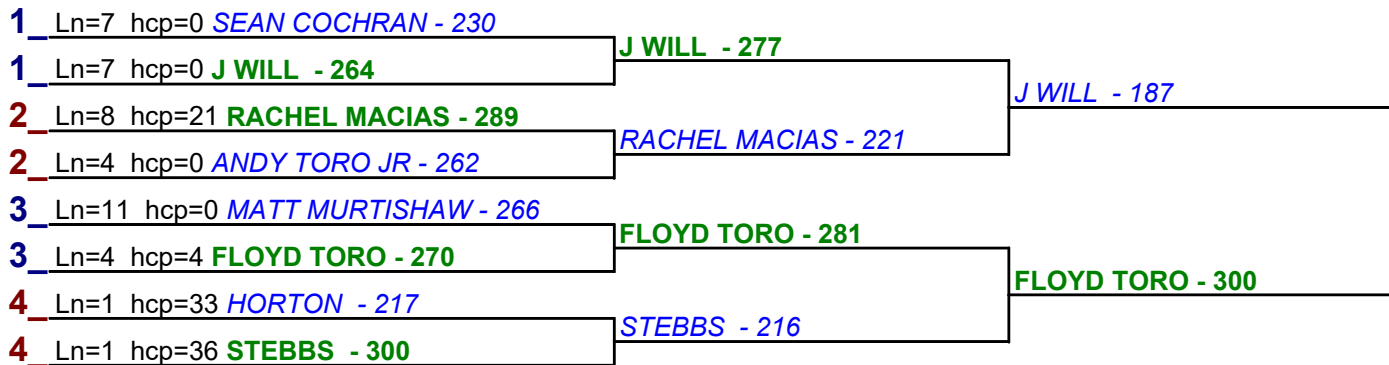 1_ Ln=7 hcp=0 SEAN COCHRAN - 230
J WILL - 277
1_ Ln=7 hcp=0 J WILL - 264
J WILL - 187
2_ Ln=8 hcp=21 RACHEL MACIAS - 289
RACHEL MACIAS - 221
2_ Ln=4 hcp=0 ANDY TORO JR - 262
3_ Ln=11 hcp=0 MATT MURTISHAW - 266
FLOYD TORO - 281
3_ Ln=4 hcp=4 FLOYD TORO - 270
FLOYD TORO - 300
4_ Ln=1 hcp=33 HORTON - 217
STEBBS - 216
4_ Ln=1 hcp=36 STEBBS - 300